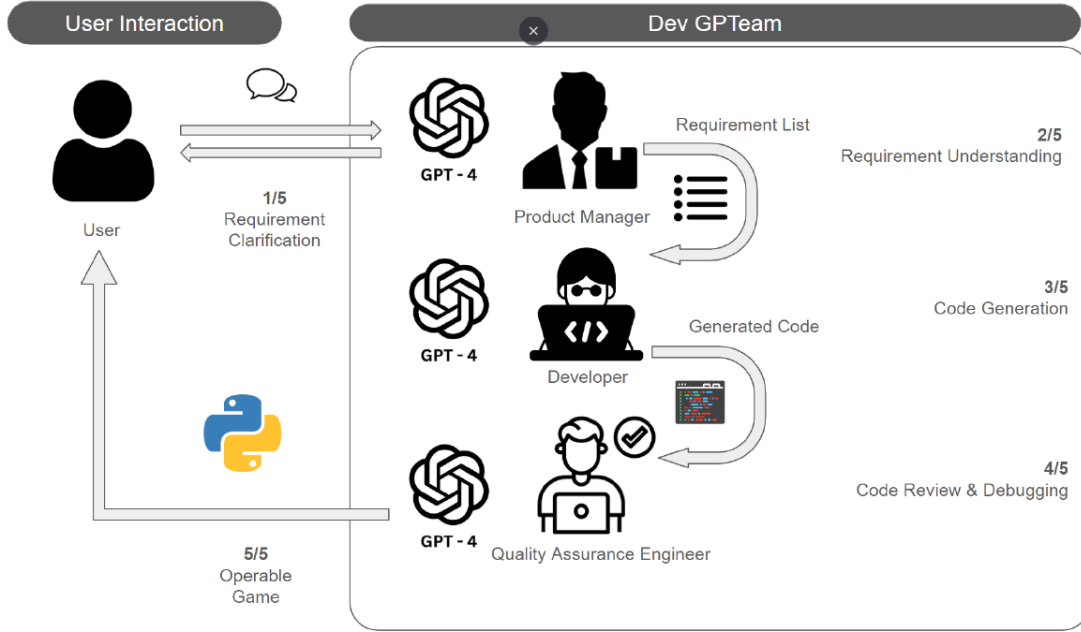 User Interaction
Dev GPTeam
GPT - 4
Product Manager
Requirement List
2/5
Requirement Understanding
1/5
Requirement
Clarification
User
GPT - 4
Developer
Generated Code
3/5
Code Generation
GPT - 4
Quality Assurance Engineer
4/5
Code Review & Debugging
5/5
Operable
Game